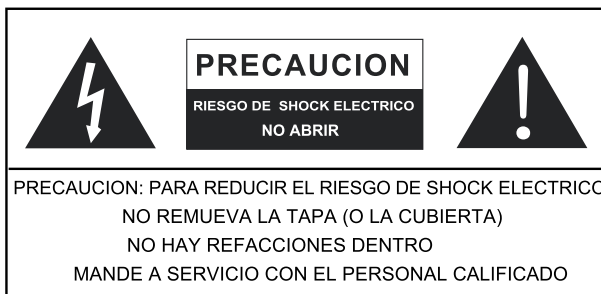 PRECAUCION
RIESGO DE SHOCK ELECTRICO
NO ABRIR
PRECAUCION: PARA REDUCIR EL RIESGO DE SHOCK ELECTRICO
NO REMUEVA LA TAPA (O LA CUBIERTA)
NO HAY REFACCIONES DENTRO
MANDE A SERVICIO CON EL PERSONAL CALIFICADO